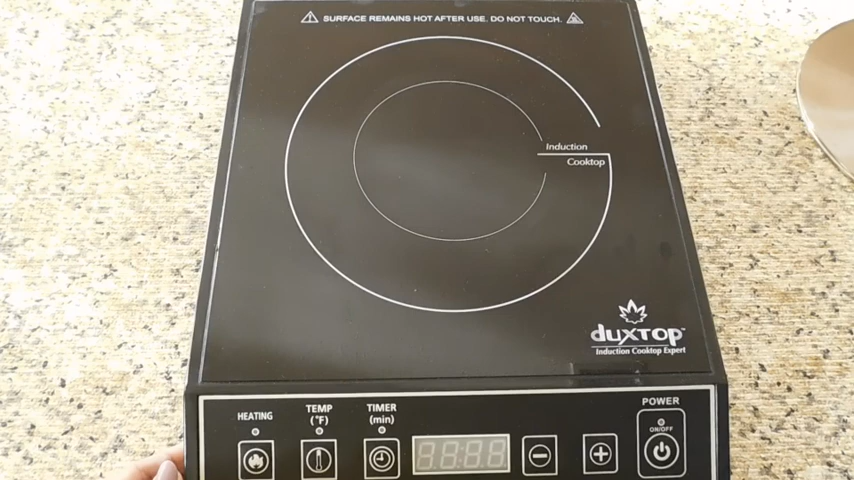 SURFACE REMAINS HOT AFTER USE. DO NOT TOUCH.
Induction
Cooktop
duxtop™
Induction Cooktop Expert
HEATING
TEMP
(°F)
TIMER
(min)
POWER
ON/OFF